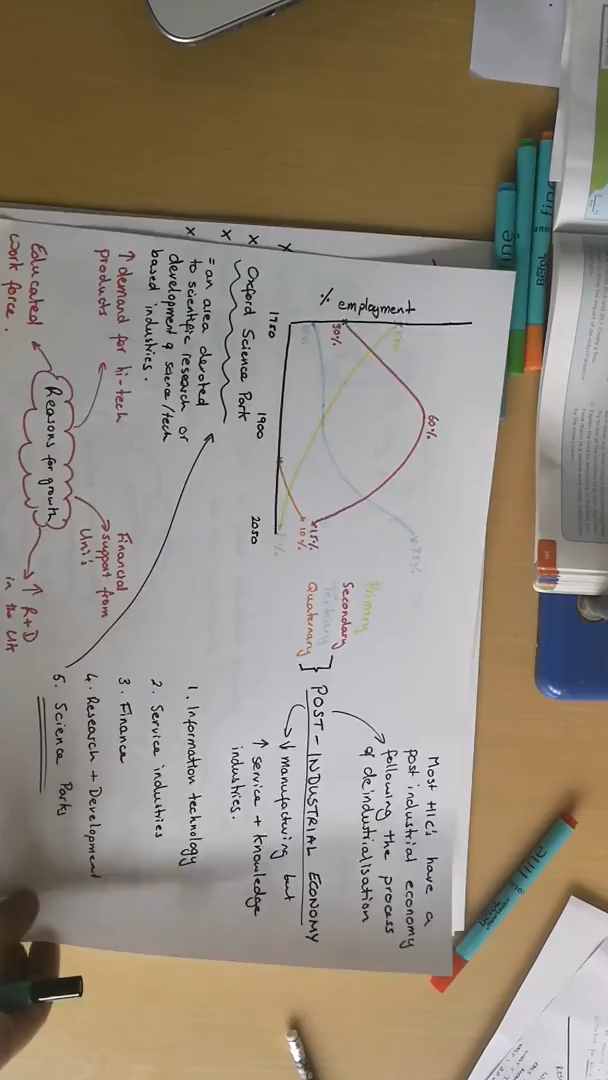 % employment
30%
60%
75%
15%
10%
1750
1900
2050
Primary
Secondary
Tertiary
Quaternary
Most HIC's have a
post industrial economy
following the process
of deindustrialisation
POST-INDUSTRIAL ECONOMY
↓ manufacturing but
↑ service + knowledge
industries.
1. Information technology
2. Service industries
3. Finance
4. Research + Development
5. Science Parks
x
x Oxford Science Park
x
x
= an area devoted
to scientific research or
development of science/tech
based industries.
Reasons for growth
↑ demand for hi-tech
products
Educated
work force.
Financial
support from
Uni's
↑ R+D
in the UK